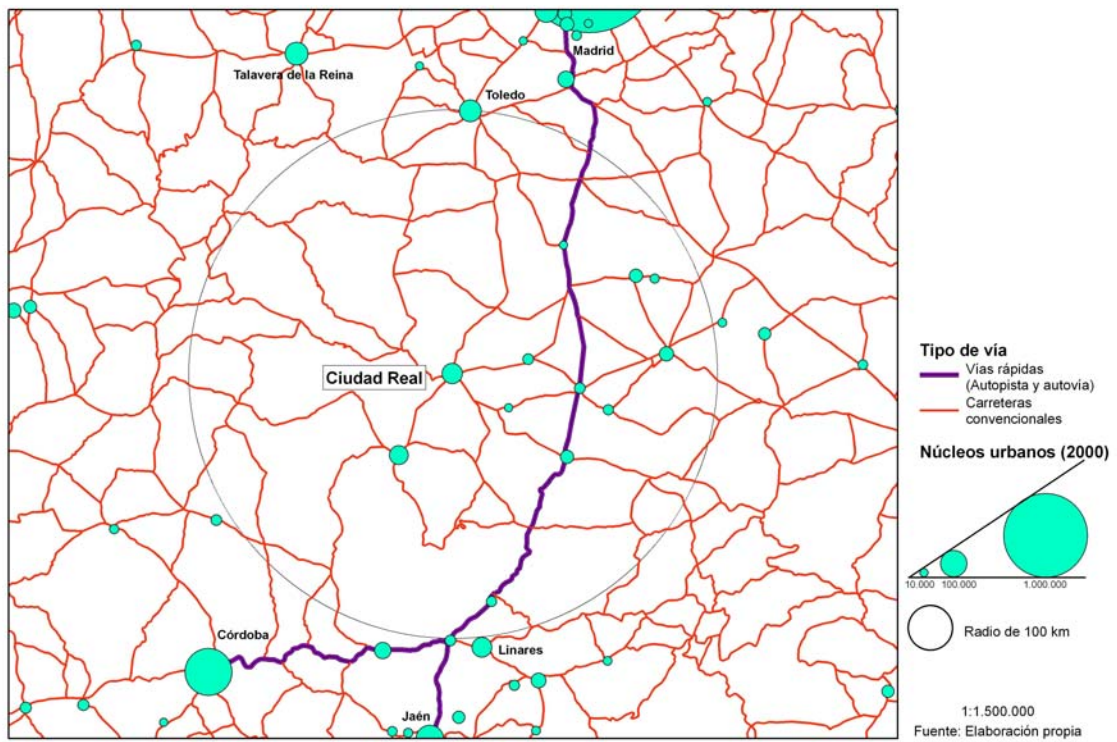 Madrid
Talavera de la Reina
Toledo
Ciudad Real
Córdoba
Linares
Jaén
Tipo de vía
Vías rápidas
(Autopista y autovía)
Carreteras
convencionales
Núcleos urbanos (2000)
10.000 100.000 1.000.000
Radio de 100 km
1:1.500.000
Fuente: Elaboración propia